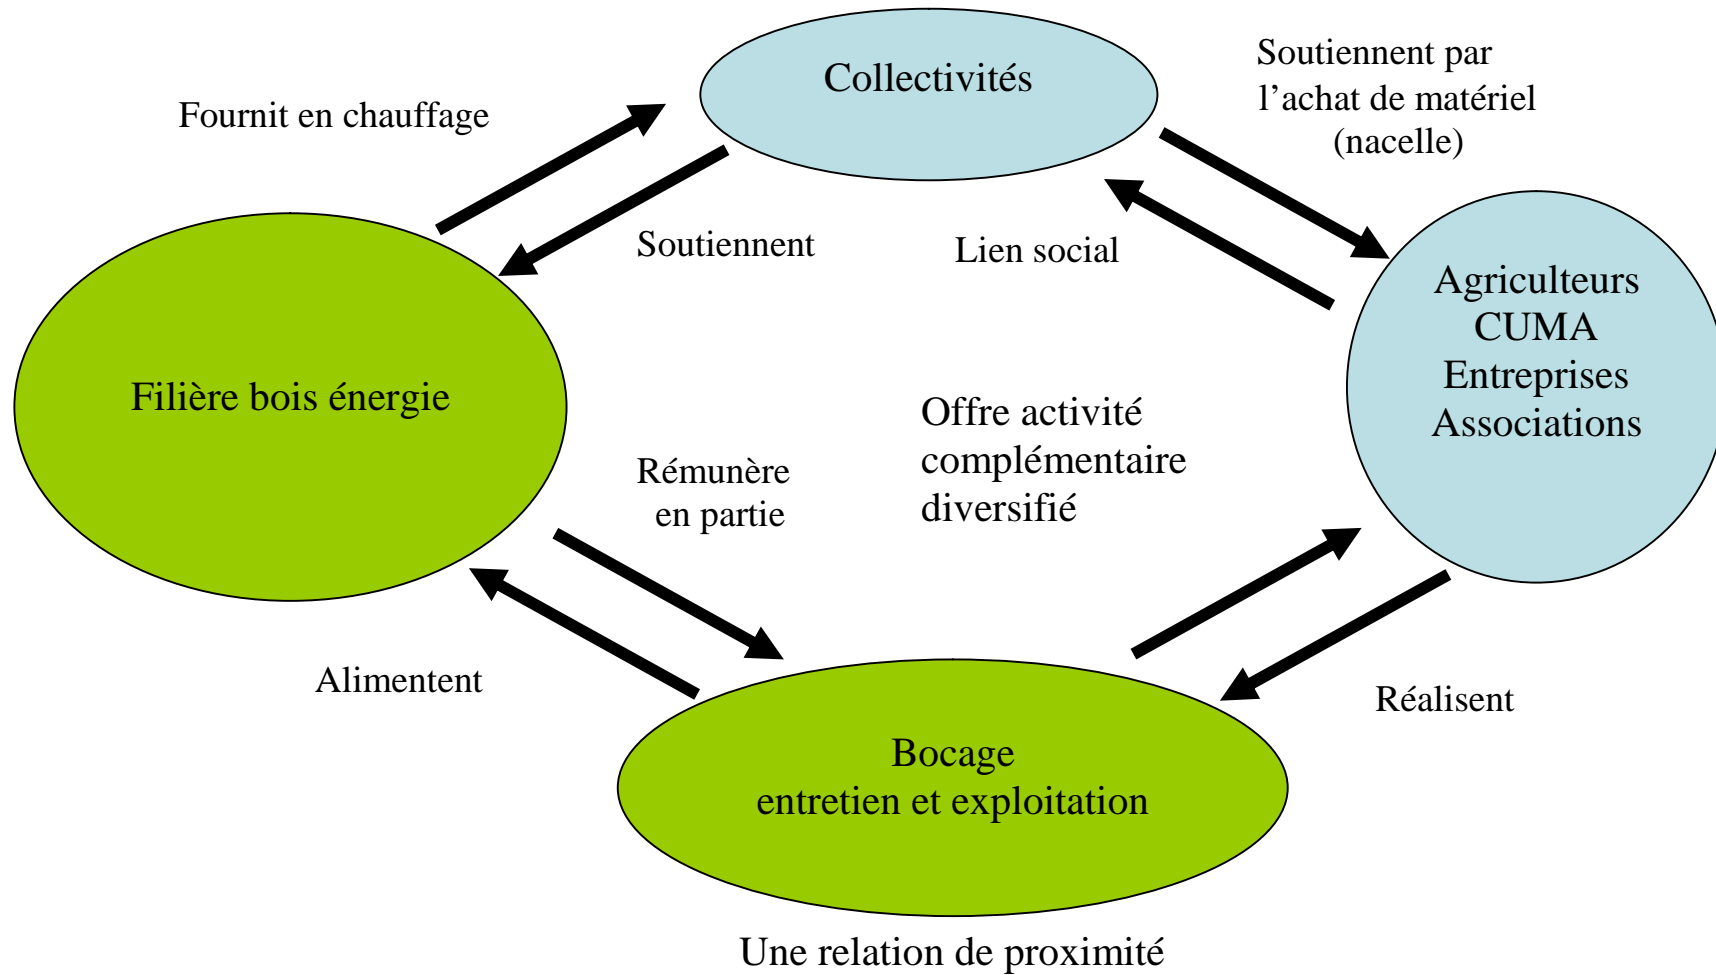 Collectivités
Soutiennent par
l’achat de matériel
(nacelle)
Fournit en chauffage
Soutiennent
Lien social
Agriculteurs
CUMA
Entreprises
Associations
Filière bois énergie
Offre activité
complémentaire
diversifié
Rémunère
en partie
Alimentent
Réalisent
Bocage
entretien et exploitation
Une relation de proximité